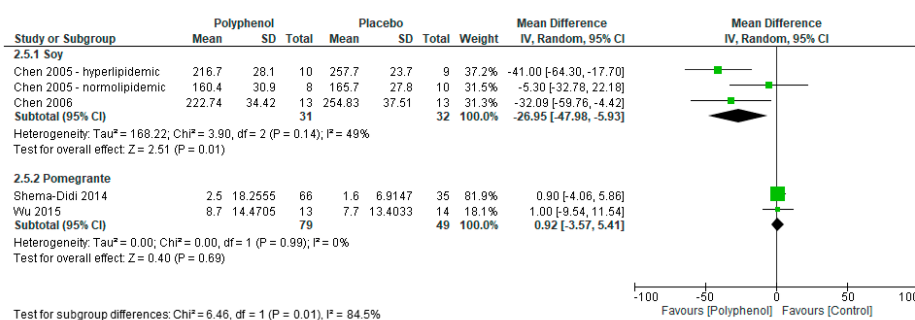 Polyphenol Placebo Mean Difference Mean Difference
Study or Subgroup Mean SD Total Mean SD Total Weight IV, Random, 95% CI IV, Random, 95% CI
2.5.1 Soy
Chen 2005 - hyperlipidemic 216.7 28.1 10 257.7 23.7 9 37.2% -41.00 [-64.30, -17.70]
Chen 2005 - normolipidemic 160.4 30.9 8 165.7 27.8 10 31.5% -5.30 [-32.78, 22.18]
Chen 2006 222.74 34.42 13 254.83 37.51 13 31.3% -32.09 [-59.76, -4.42]
Subtotal (95% CI) 31 32 100.0% -26.95 [-47.98, -5.93]
Heterogeneity: Tau² = 168.22; Chi² = 3.90, df = 2 (P = 0.14); I² = 49%
Test for overall effect: Z = 2.51 (P = 0.01)
2.5.2 Pomegrante
Shema-Didi 2014 2.5 18.2555 66 1.6 6.9147 35 81.9% 0.90 [-4.06, 5.86]
Wu 2015 8.7 14.4705 13 7.7 13.4033 14 18.1% 1.00 [-9.54, 11.54]
Subtotal (95% CI) 79 49 100.0% 0.92 [-3.57, 5.41]
Heterogeneity: Tau² = 0.00; Chi² = 0.00, df = 1 (P = 0.99); I² = 0%
Test for overall effect: Z = 0.40 (P = 0.69)
-100 -50 0 50 100
Favours [Polyphenol] Favours [Control]
Test for subgroup differences: Chi² = 6.46, df = 1 (P = 0.01), I² = 84.5%